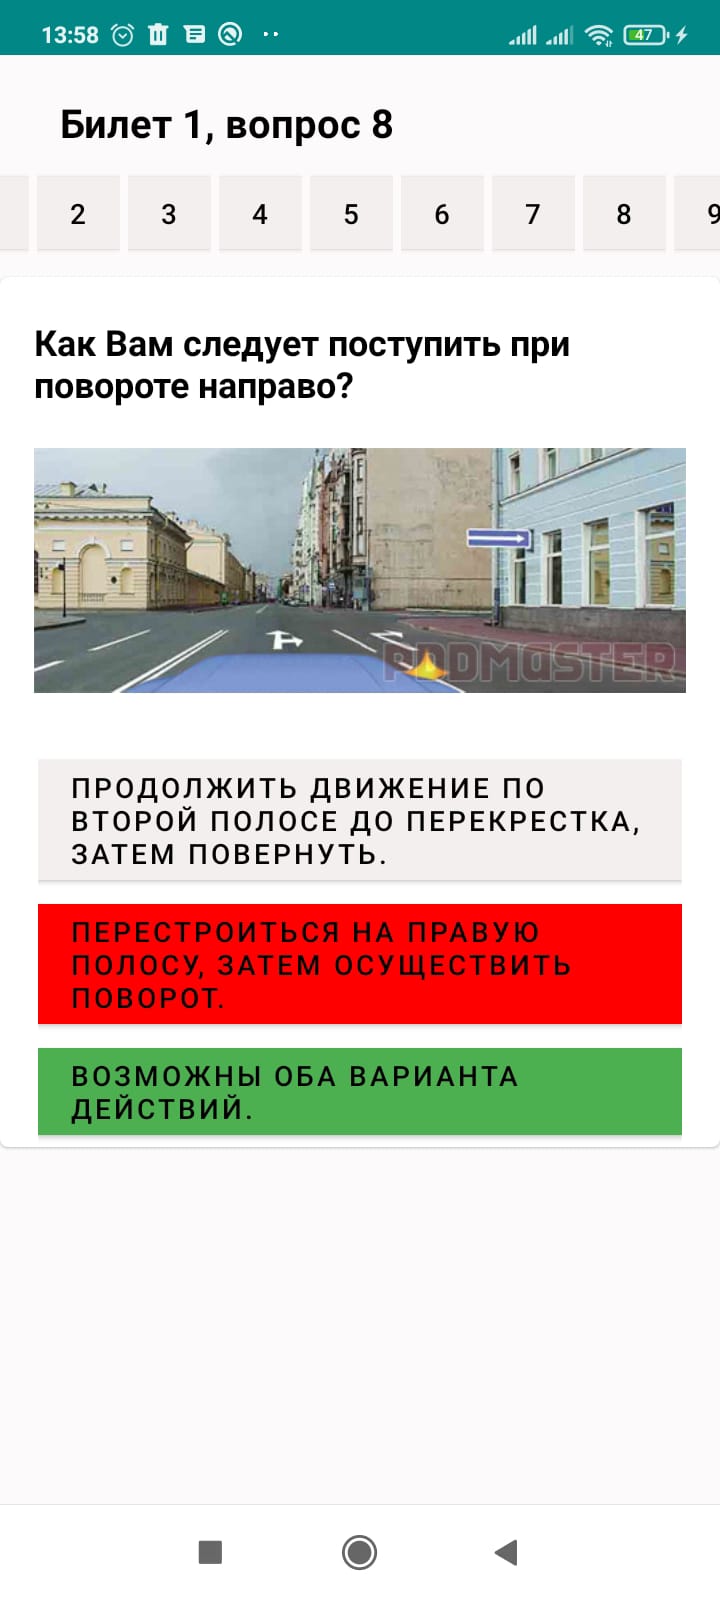 13:58
47
Билет 1, вопрос 8
2 3 4 5 6 7 8 9
Как Вам следует поступить при
повороте направо?
PDDMASTER
ПРОДОЛЖИТЬ ДВИЖЕНИЕ ПО
ВТОРОЙ ПОЛОСЕ ДО ПЕРЕКРЕСТКА,
ЗАТЕМ ПОВЕРНУТЬ.
ПЕРЕСТРОИТЬСЯ НА ПРАВУЮ
ПОЛОСУ, ЗАТЕМ ОСУЩЕСТВИТЬ
ПОВОРОТ.
ВОЗМОЖНЫ ОБА ВАРИАНТА
ДЕЙСТВИЙ.